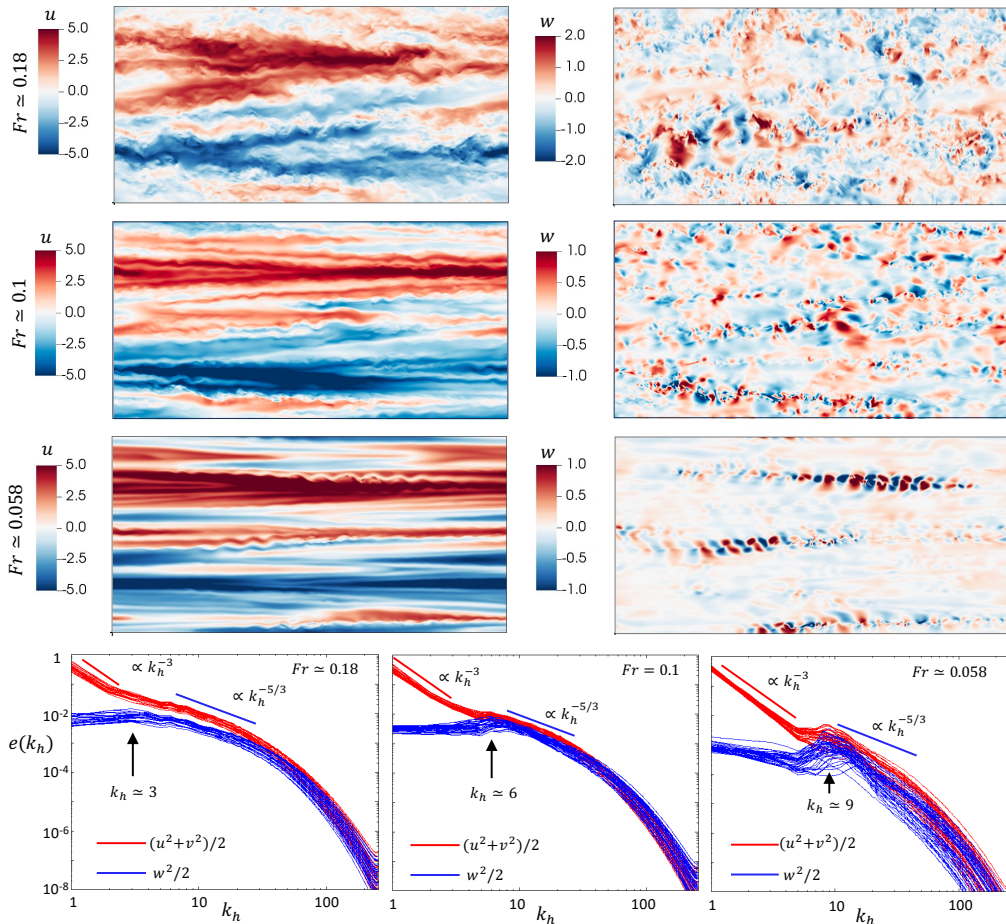 u
w
Fr ≃ 0.18
5.0
2.5
0.0
-2.5
-5.0
2.0
1.0
0.0
-1.0
-2.0
u
w
Fr ≃ 0.1
5.0
2.5
0.0
-2.5
-5.0
1.0
0.5
0.0
-0.5
-1.0
u
w
Fr ≃ 0.058
5.0
2.5
0.0
-2.5
-5.0
1.0
0.5
0.0
-0.5
-1.0
e(k_h)
1
10^-2
10^-4
10^-6
10^-8
∝ k_h^-3
Fr ≃ 0.18
∝ k_h^-5/3
k_h ≃ 3
(u^2+v^2)/2
w^2/2
1 10 100
k_h
∝ k_h^-3
Fr = 0.1
∝ k_h^-5/3
k_h ≃ 6
(u^2+v^2)/2
w^2/2
1 10 100
k_h
∝ k_h^-3
Fr ≃ 0.058
∝ k_h^-5/3
k_h ≃ 9
(u^2+v^2)/2
w^2/2
1 10 100
k_h